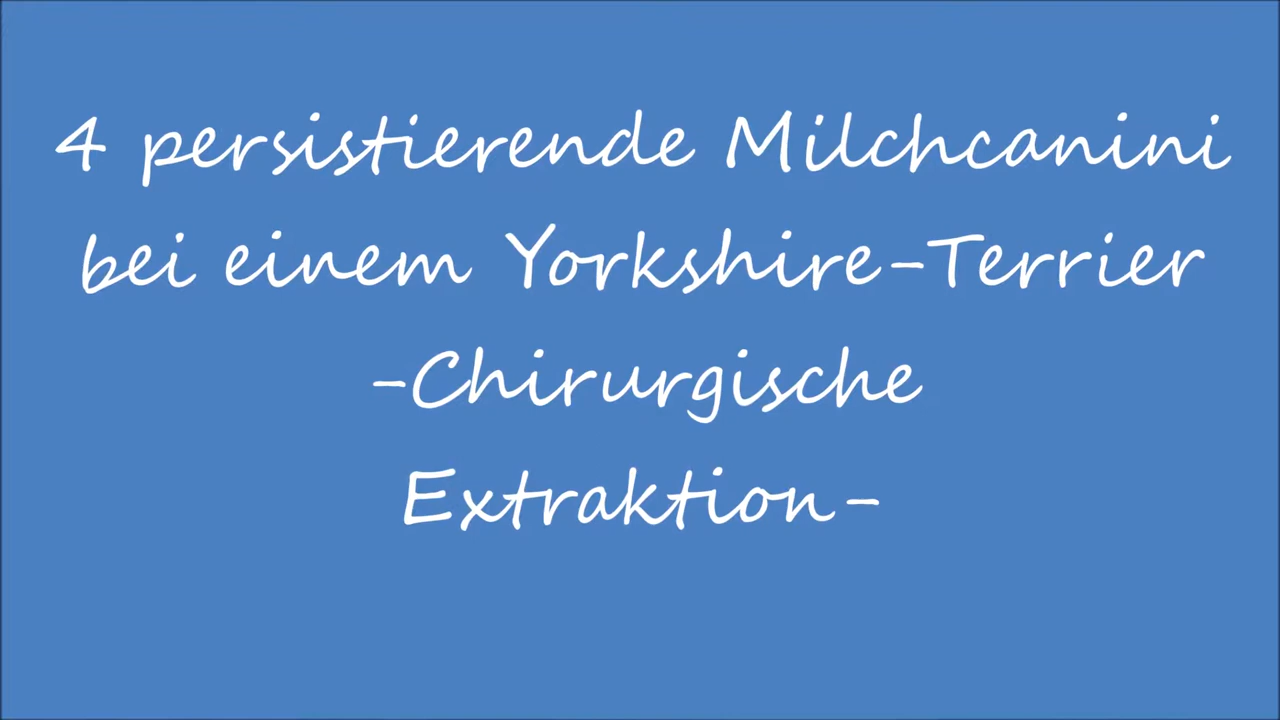 4 persistierende Milchcanini
bei einem Yorkshire-Terrier
-Chirurgische
Extraktion-